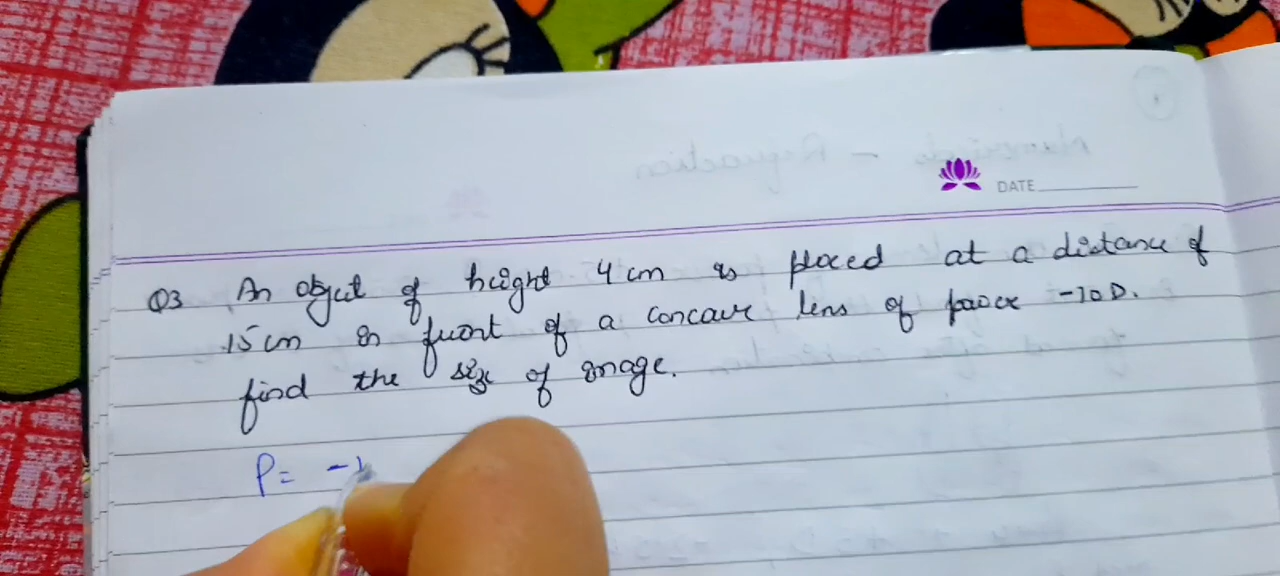 DATE
Q3 An object of height 4 cm is placed at a distance of
15 cm in front of a concave lens of power -10 D.
find the size of image.
P = -1